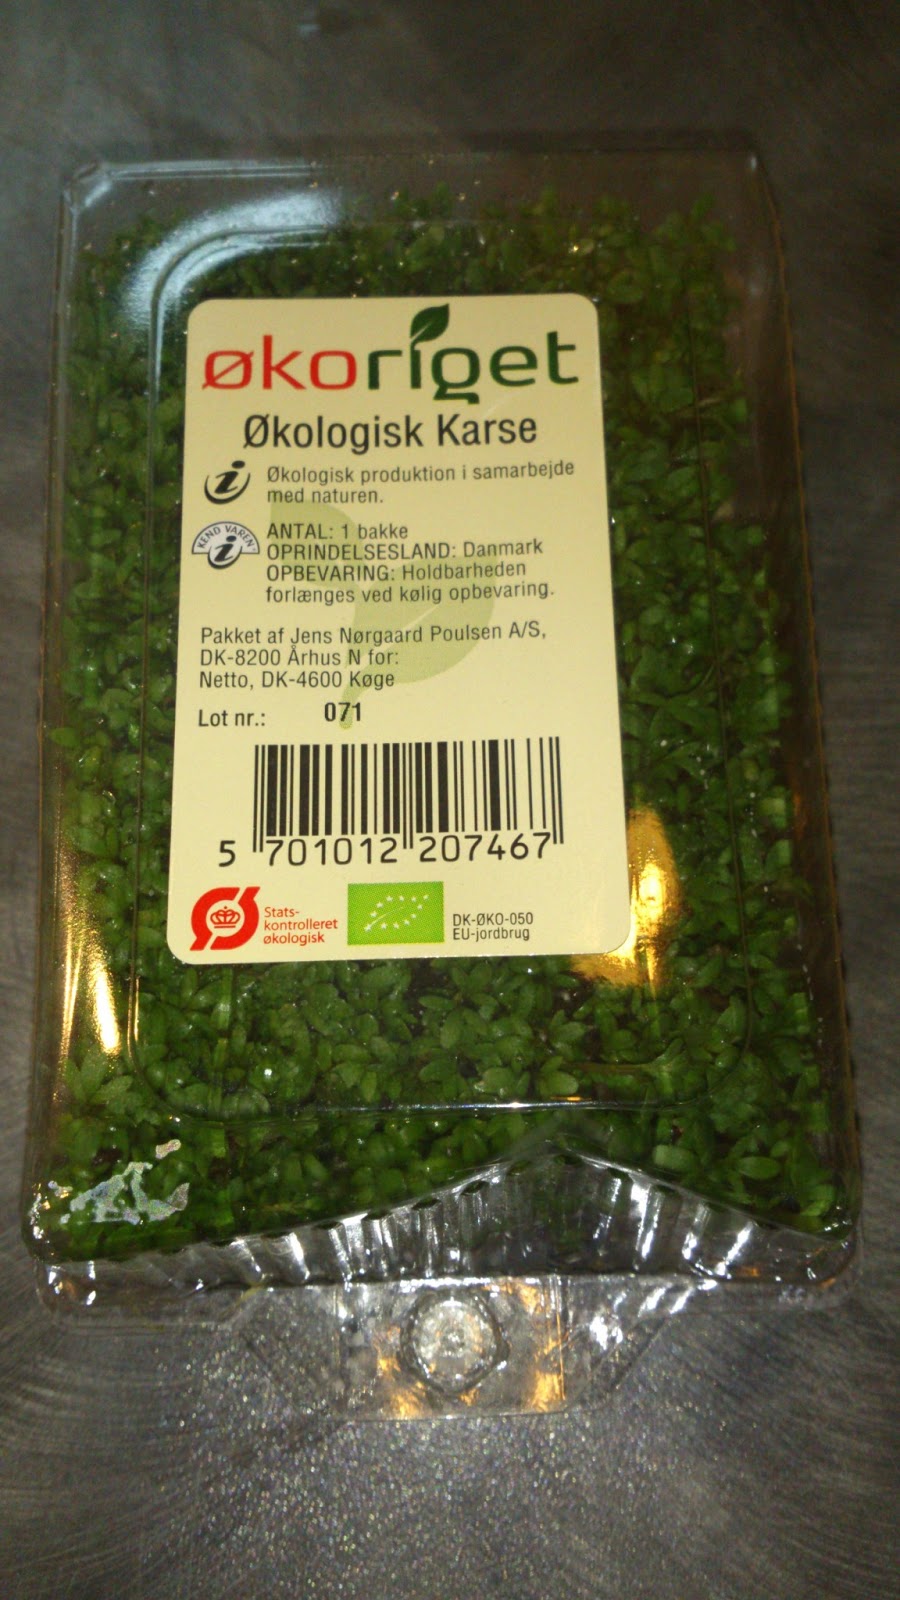 økoriget
Økologisk Karse
Økologisk produktion i samarbejde
med naturen.
KEND VAREN
ANTAL: 1 bakke
OPRINDELSESLAND: Danmark
OPBEVARING: Holdbarheden
forlænges ved kølig opbevaring.
Pakket af Jens Nørgaard Poulsen A/S,
DK-8200 Århus N for:
Netto, DK-4600 Køge
Lot nr.: 071
5 701012 207467
Ø
Stats-
kontrolleret
økologisk
DK-ØKO-050
EU-jordbrug